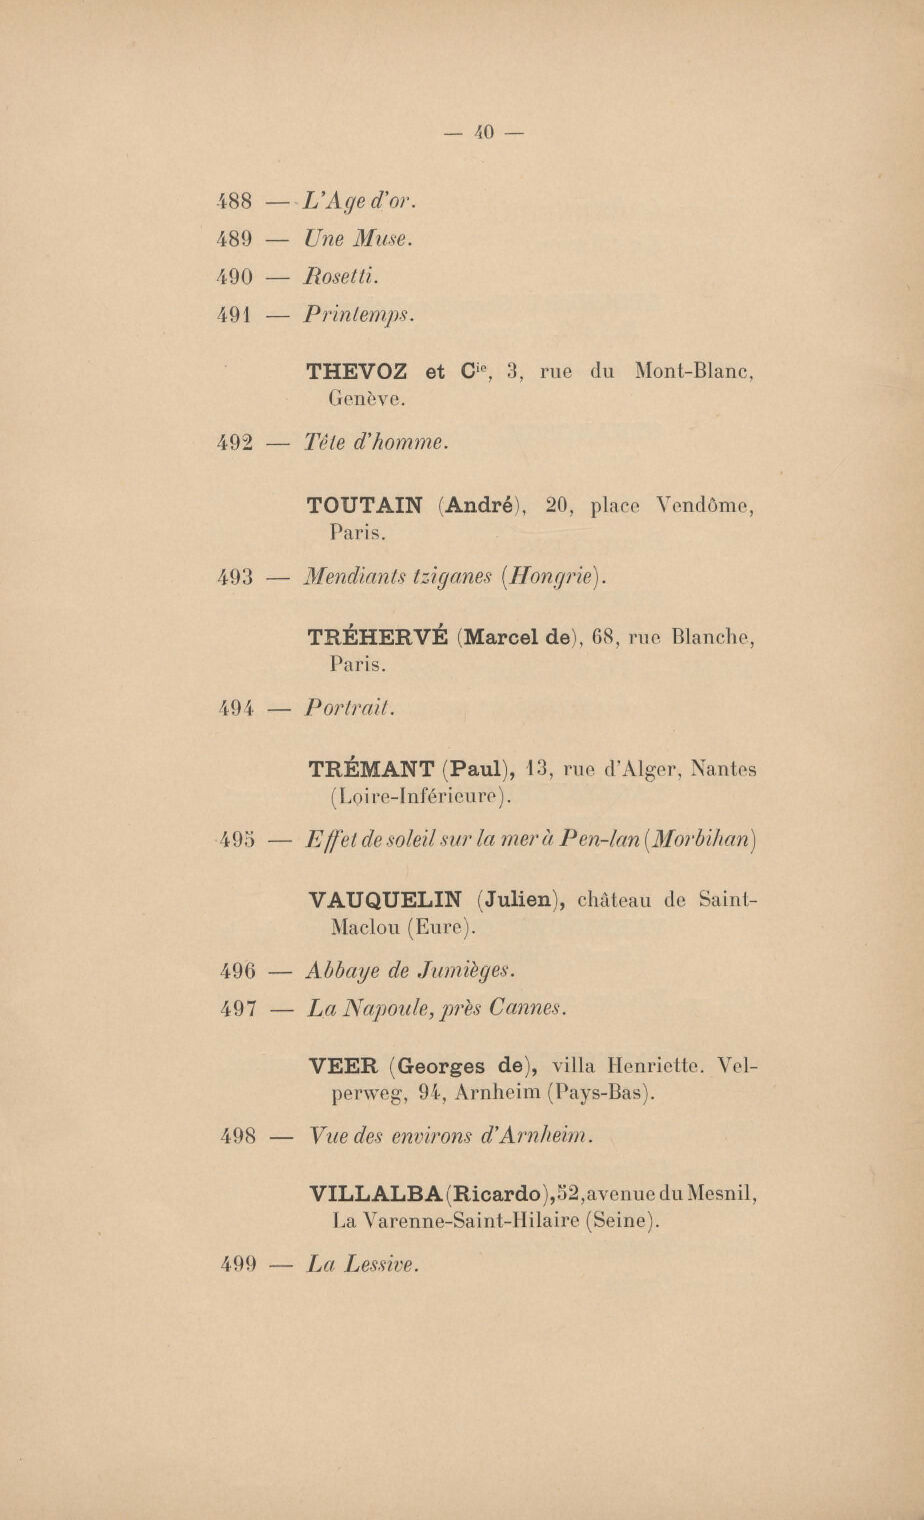 — 40 —
488 — L'Age d'or.
489 — Une Muse.
490 — Rosetti.
491 — Printemps.
THEVOZ et Cie, 3, rue du Mont-Blanc,
Genève.
492 — Tête d'homme.
TOUTAIN (André), 20, place Vendôme,
Paris.
493 — Mendiants tziganes (Hongrie).
TRÉHERVÉ (Marcel de), 68, rue Blanche,
Paris.
494 — Portrait.
TRÉMANT (Paul), 13, rue d'Alger, Nantes
(Loire-Inférieure).
495 — Effet de soleil sur la mer à Pen-lan (Morbihan)
VAUQUELIN (Julien), château de Saint-
Maclou (Eure).
496 — Abbaye de Jumièges.
497 — La Napoule, près Cannes.
VEER (Georges de), villa Henriette. Vel-
perweg, 94, Arnheim (Pays-Bas).
498 — Vue des environs d'Arnheim.
VILLALBA (Ricardo), 52, avenue du Mesnil,
La Varenne-Saint-Hilaire (Seine).
499 — La Lessive.